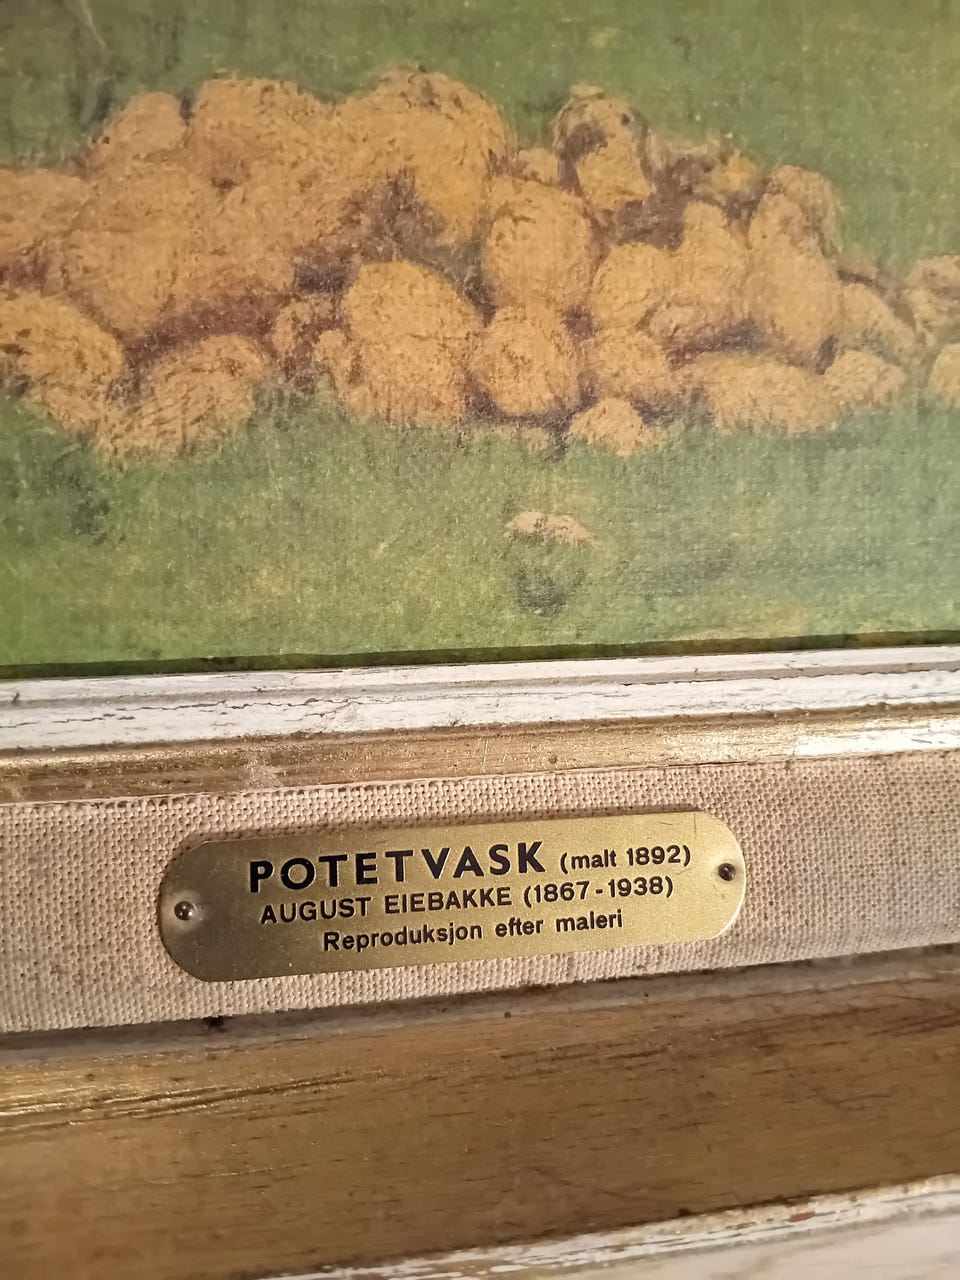 POTETVASK (malt 1892)
AUGUST EIEBAKKE (1867-1938)
Reproduksjon efter maleri